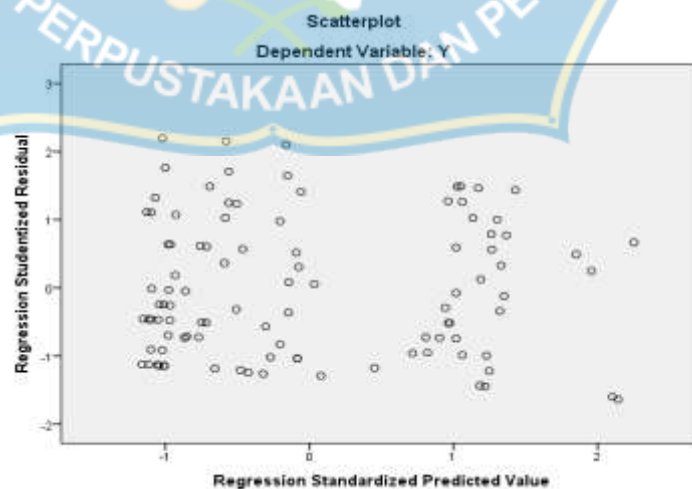 Scatterplot
Dependent Variable: Y
PERPUSTAKAAN DAN PE
3
2
1
0
-1
-2
Regression Studentized Residual
-1
0
1
2
Regression Standardized Predicted Value